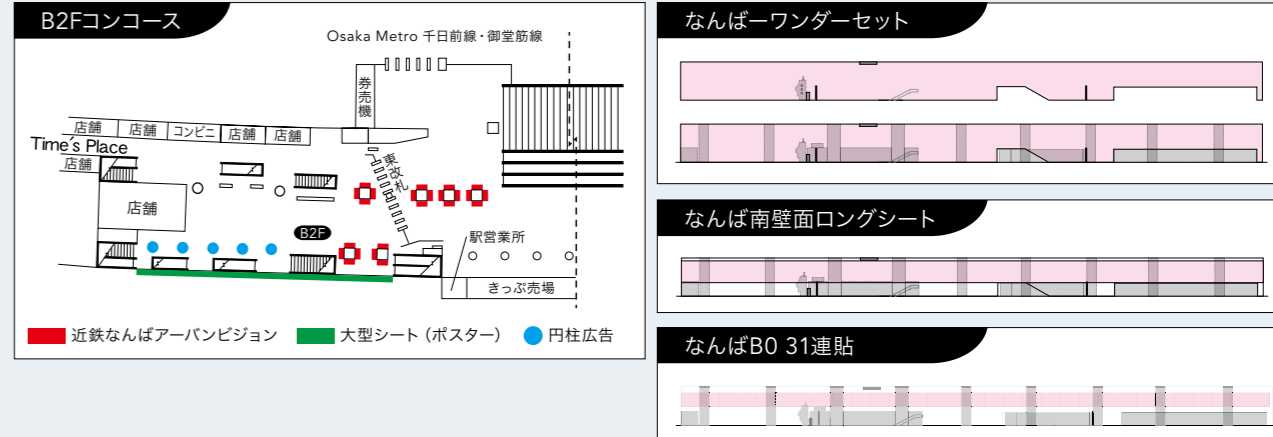 B2Fコンコース
Osaka Metro 千日前線・御堂筋線
券売機
店舗
店舗
コンビニ
店舗
店舗
Time's Place
店舗
東改札
店舗
B2F
駅営業所
きっぷ売場
近鉄なんばアーバンビジョン
大型シート（ポスター）
円柱広告
なんばーワンダーセット
なんば南壁面ロングシート
なんばB0 31連貼